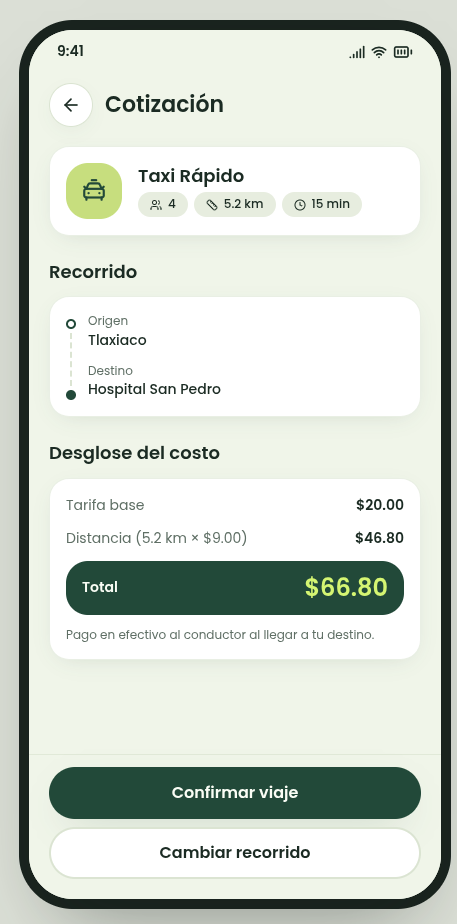 9:41
Cotización
Taxi Rápido
4 5.2 km 15 min
Recorrido
Origen
Tlaxiaco
Destino
Hospital San Pedro
Desglose del costo
Tarifa base $20.00
Distancia (5.2 km × $9.00) $46.80
Total $66.80
Pago en efectivo al conductor al llegar a tu destino.
Confirmar viaje
Cambiar recorrido